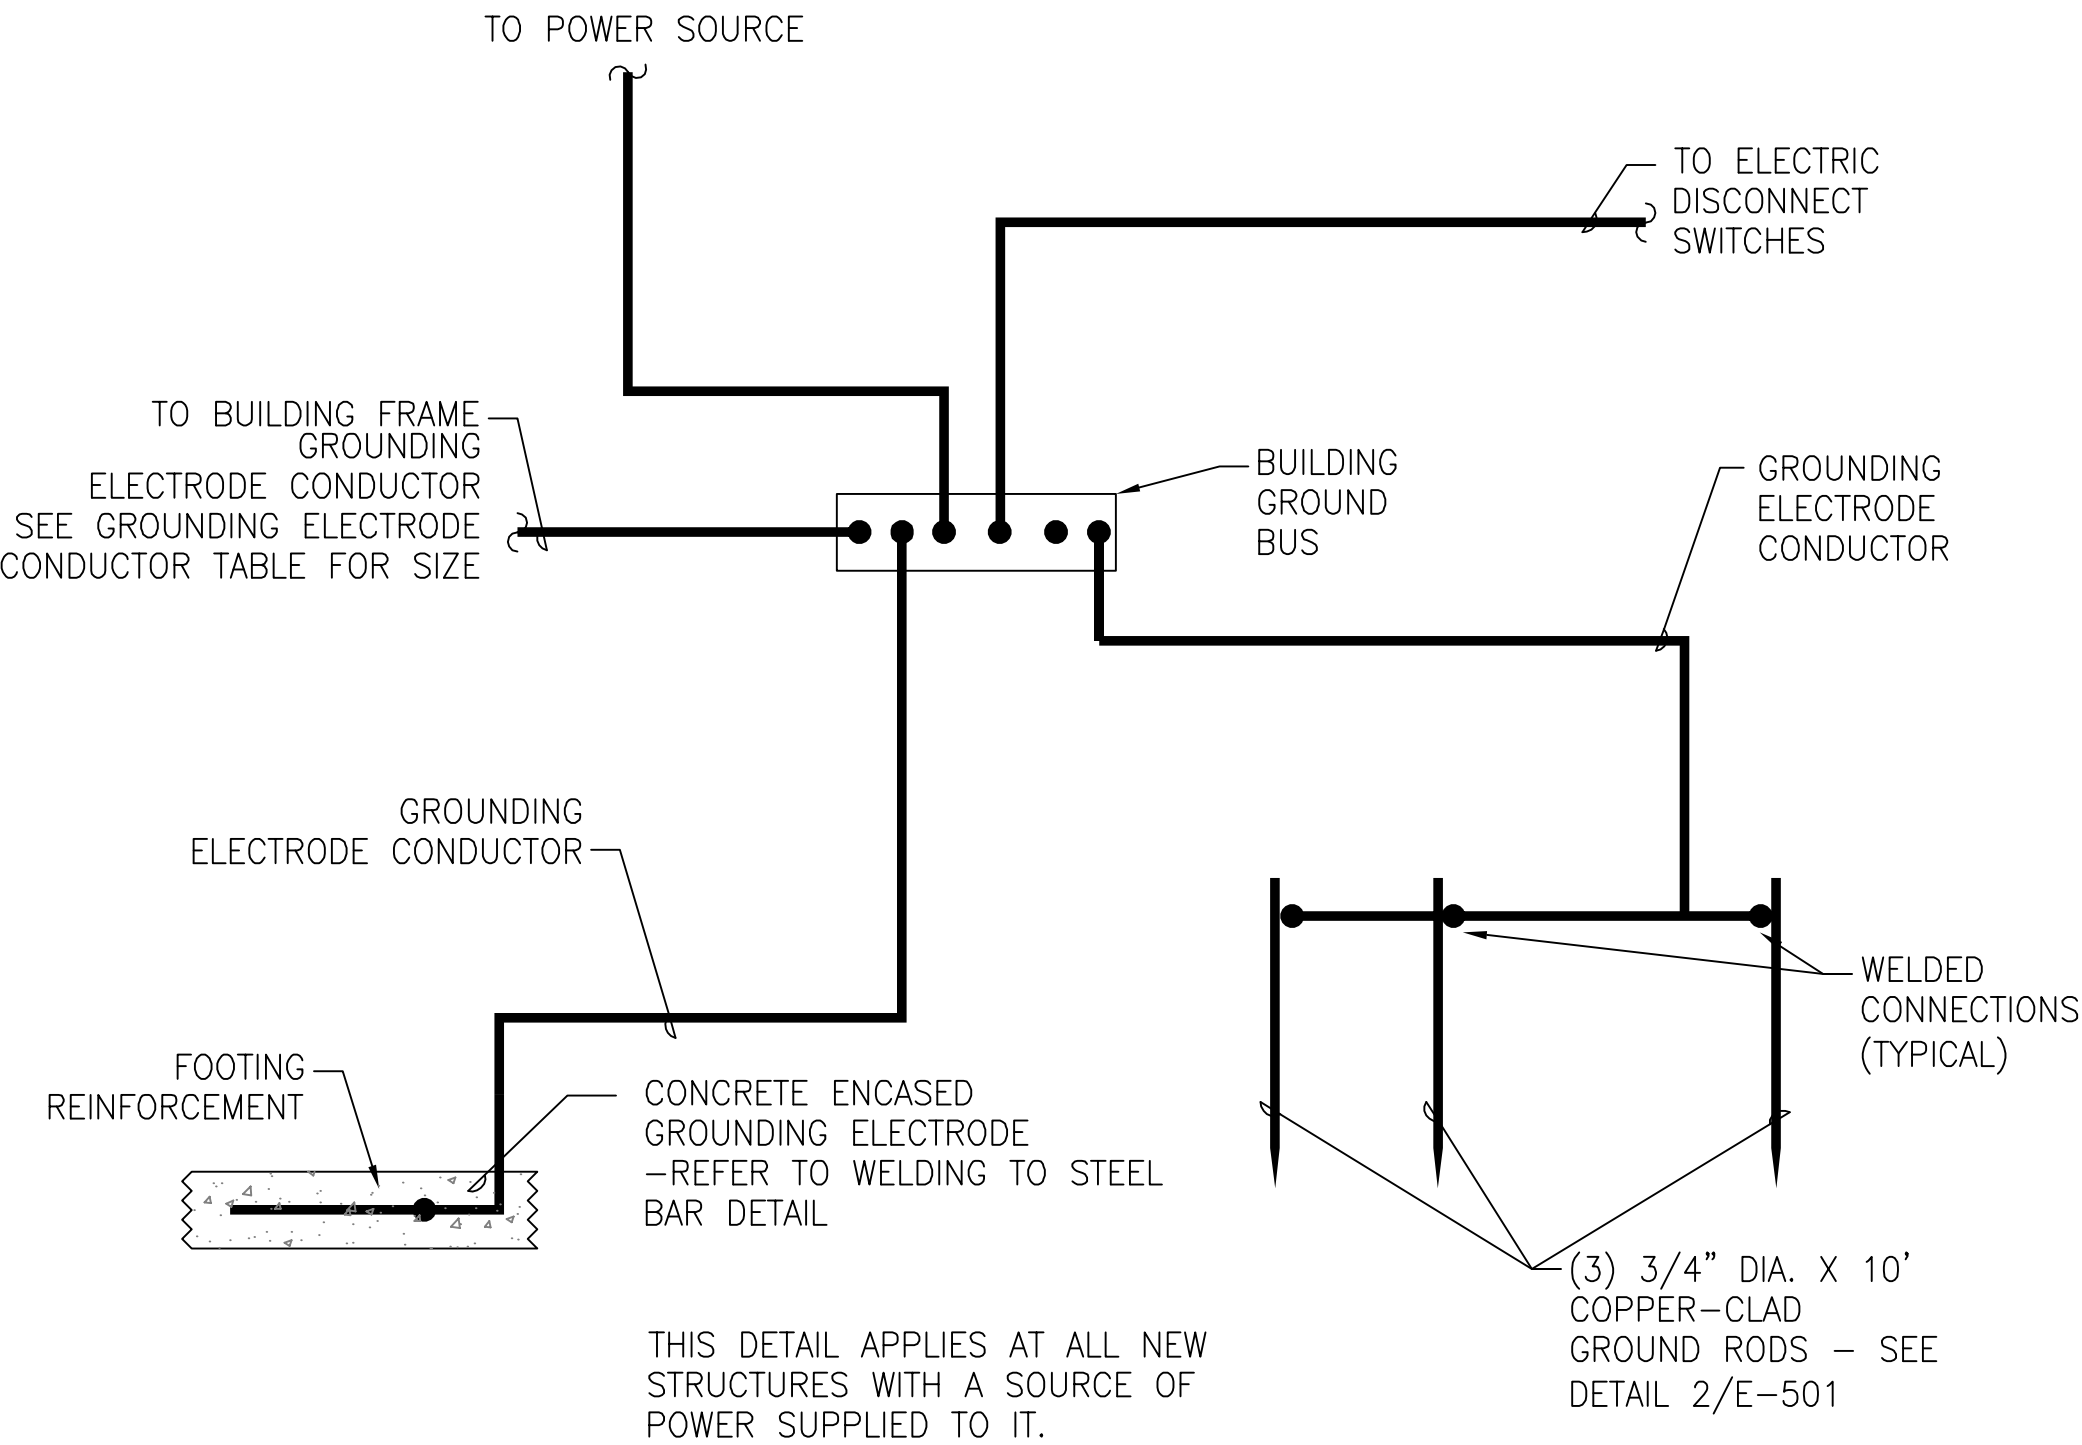 TO POWER SOURCE
TO ELECTRIC
DISCONNECT
SWITCHES
TO BUILDING FRAME
GROUNDING
ELECTRODE CONDUCTOR
SEE GROUNDING ELECTRODE
CONDUCTOR TABLE FOR SIZE
BUILDING
GROUND
BUS
GROUNDING
ELECTRODE
CONDUCTOR
GROUNDING
ELECTRODE CONDUCTOR
WELDED
CONNECTIONS
(TYPICAL)
FOOTING
REINFORCEMENT
CONCRETE ENCASED
GROUNDING ELECTRODE
-REFER TO WELDING TO STEEL
BAR DETAIL
(3) 3/4" DIA. X 10'
COPPER-CLAD
GROUND RODS - SEE
DETAIL 2/E-501
THIS DETAIL APPLIES AT ALL NEW
STRUCTURES WITH A SOURCE OF
POWER SUPPLIED TO IT.